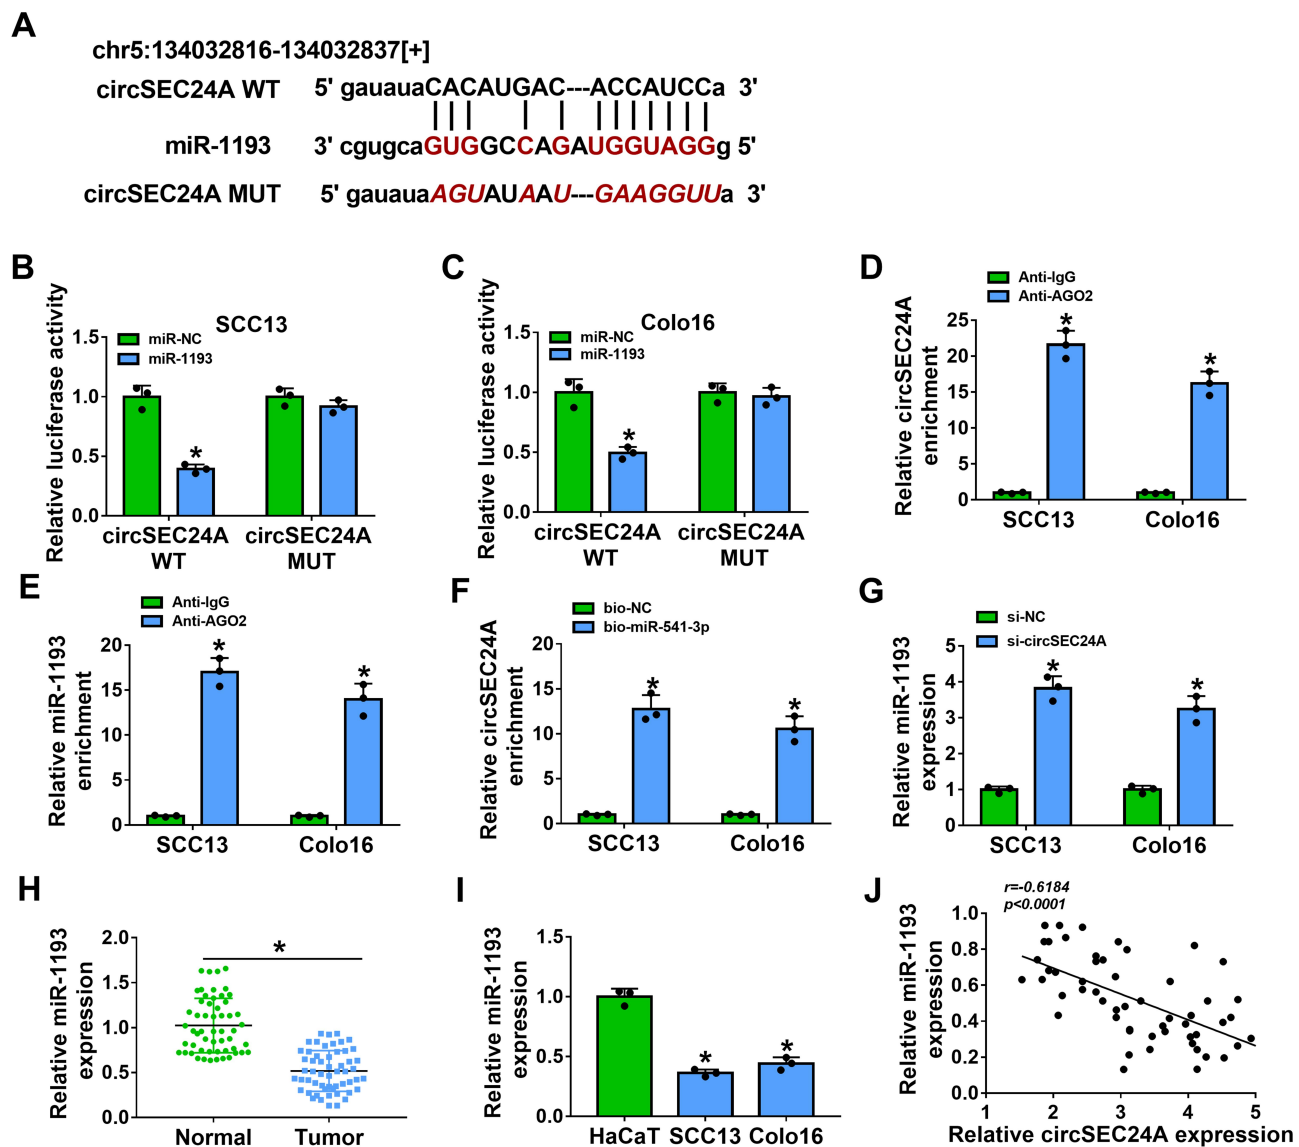 A
chr5:134032816-134032837[+]
circSEC24A WT 5' gauauaCACAUGAC---ACCAUCCa 3'
miR-1193 3' cgugcaGUGGCCAGAUGGUAGGg 5'
circSEC24A MUT 5' gauauaAGUAUAAU---GAAGGUUa 3'
B
Relative luciferase activity
SCC13
miR-NC
miR-1193
1.5
1.0
0.5
0.0
*
circSEC24A WT
circSEC24A MUT
C
Relative luciferase activity
Colo16
miR-NC
miR-1193
1.5
1.0
0.5
0.0
*
circSEC24A WT
circSEC24A MUT
D
Relative circSEC24A enrichment
Anti-IgG
Anti-AGO2
25
20
15
10
5
0
*
*
SCC13 Colo16
E
Relative miR-1193 enrichment
Anti-IgG
Anti-AGO2
20
15
10
5
0
*
*
SCC13 Colo16
F
Relative circSEC24A enrichment
bio-NC
bio-miR-541-3p
20
15
10
5
0
*
*
SCC13 Colo16
G
Relative miR-1193 expression
si-NC
si-circSEC24A
5
4
3
2
1
0
*
*
SCC13 Colo16
H
Relative miR-1193 expression
2.0
1.5
1.0
0.5
0.0
*
Normal Tumor
I
Relative miR-1193 expression
1.5
1.0
0.5
0.0
*
*
HaCaT SCC13 Colo16
J
Relative miR-1193 expression
r=-0.6184
p<0.0001
1.0
0.8
0.6
0.4
0.2
0.0
1 2 3 4 5
Relative circSEC24A expression